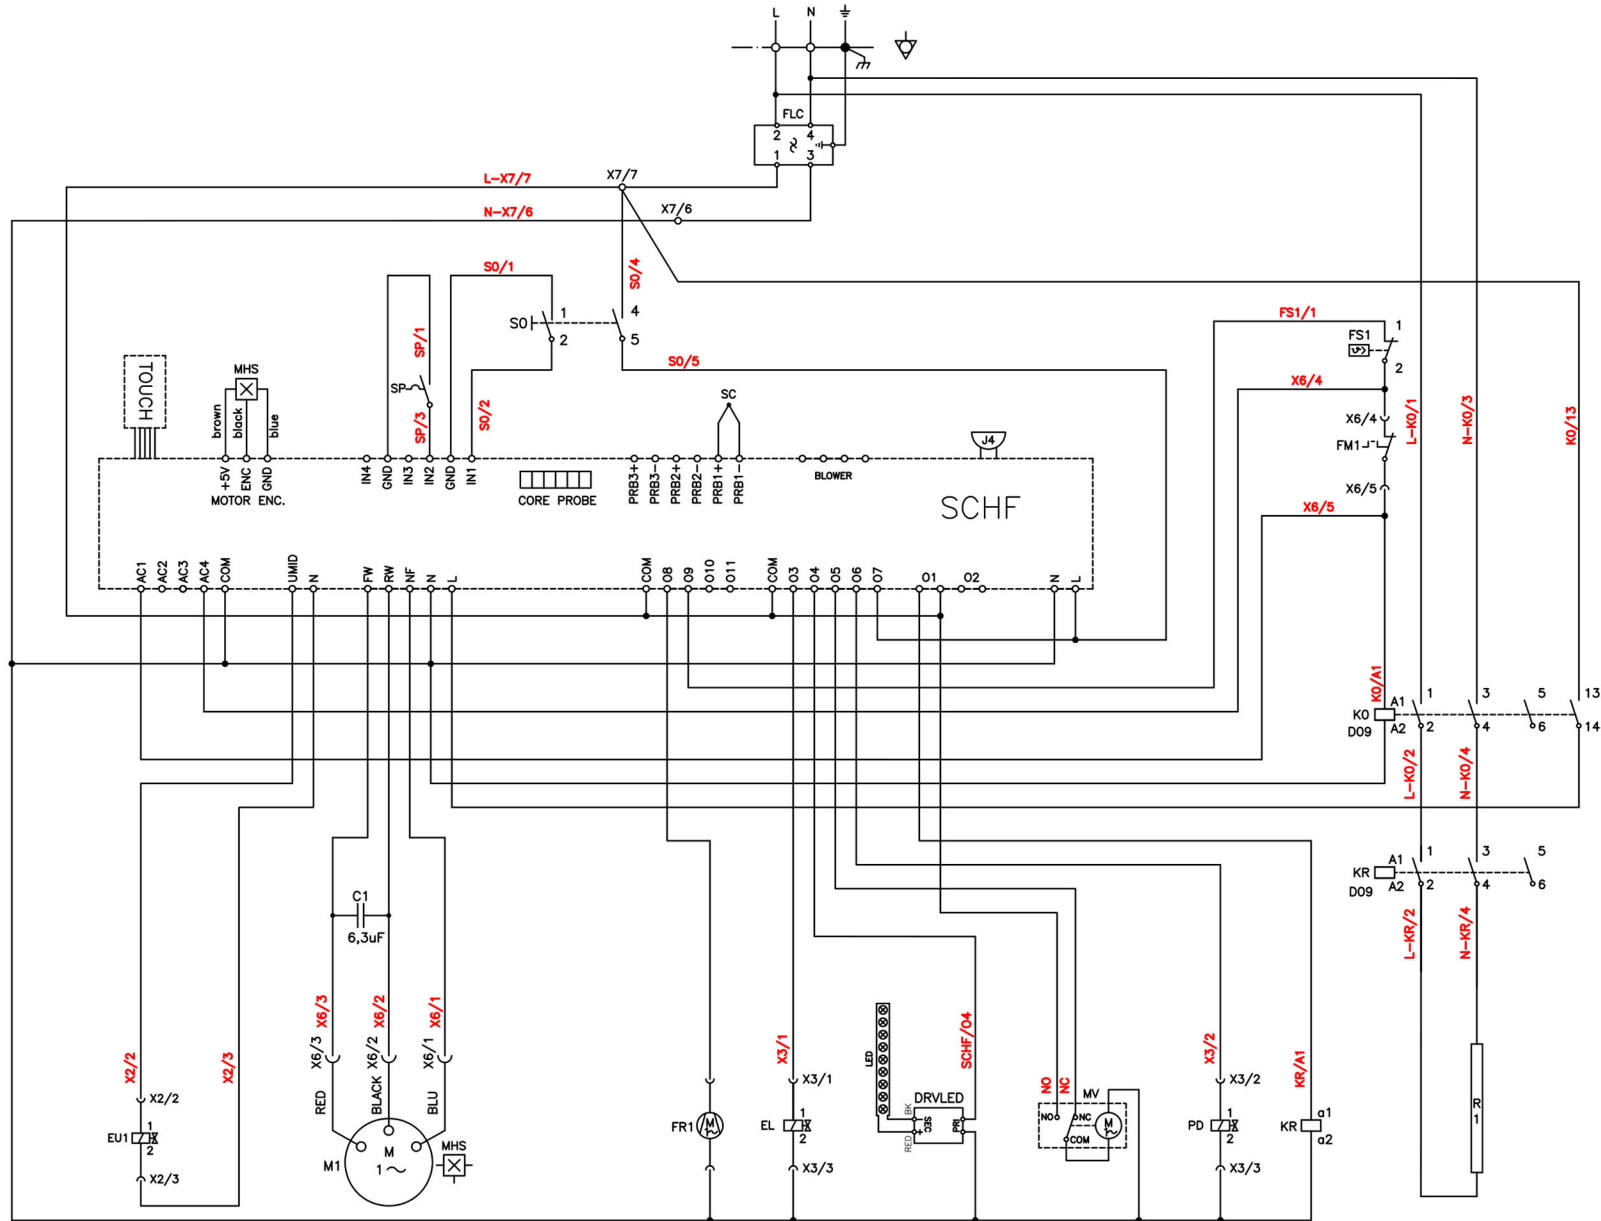 L N
FLC
2 4
1 3
L-X7/7 X7/7
N-X7/6 X7/6
S0/1 S0/4
SP/1
S0 1 4
2 5
FS1/1 1
FS1
2
S0/5
TOUCH
MHS
brown black blue
SP
SP/3
S0/2
SC
X6/4
X6/4
FM1
L-K0/1 N-K0/3 K0/13
J4
+5V ENC GND IN4 GND IN3 IN2 GND IN1 PRB3+ PRB3- PRB2+ PRB2- PRB1+ PRB1- BLOWER
MOTOR ENC. CORE PROBE
X6/5
X6/5
SCHF
AC1 AC2 AC3 AC4 COM UMID N FW RW NF N L COM O8 O9 O10 O11 COM O3 O4 O5 O6 O7 O1 O2 N L
K0/A1
A1 1 3 5 13
K0
D09 A2 2 4 6 14
L-K0/2 N-K0/4
A1 1 3 5
KR
D09 A2 2 4 6
C1
6,3uF
L-KR/2 N-KR/4
X6/3 X6/2 X6/1
X6/3 X6/2 X6/1
X2/2 X2/3
X3/1 SCHF/O4 X3/2 KR/A1
LED
NO NC
X2/2
RED BLACK BLU
X3/1 X3/2
DRVLED MV
BK
SEC PRI
- +
RED
NO NC
COM
M
EU1 1
2
X2/3
M1 M
1
MHS
FR1 M
EL 1
2
X3/3
PD 1
2
X3/3
KR a1
a2
R
1